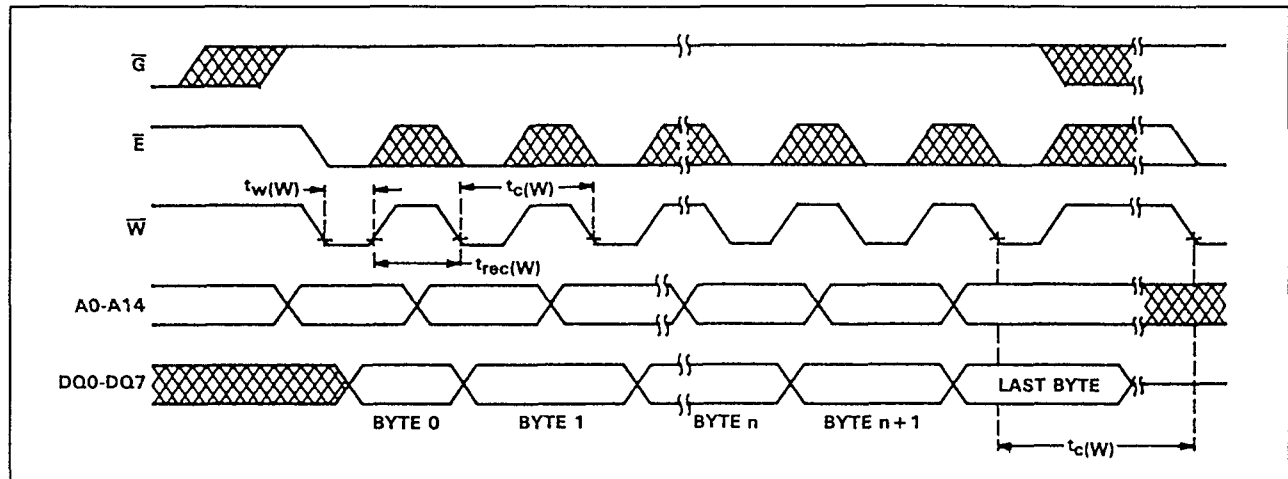 G̅
E̅
tw(W)
tc(W)
W̅
trec(W)
A0-A14
DQ0-DQ7
LAST BYTE
BYTE 0
BYTE 1
BYTE n
BYTE n+1
tc(W)